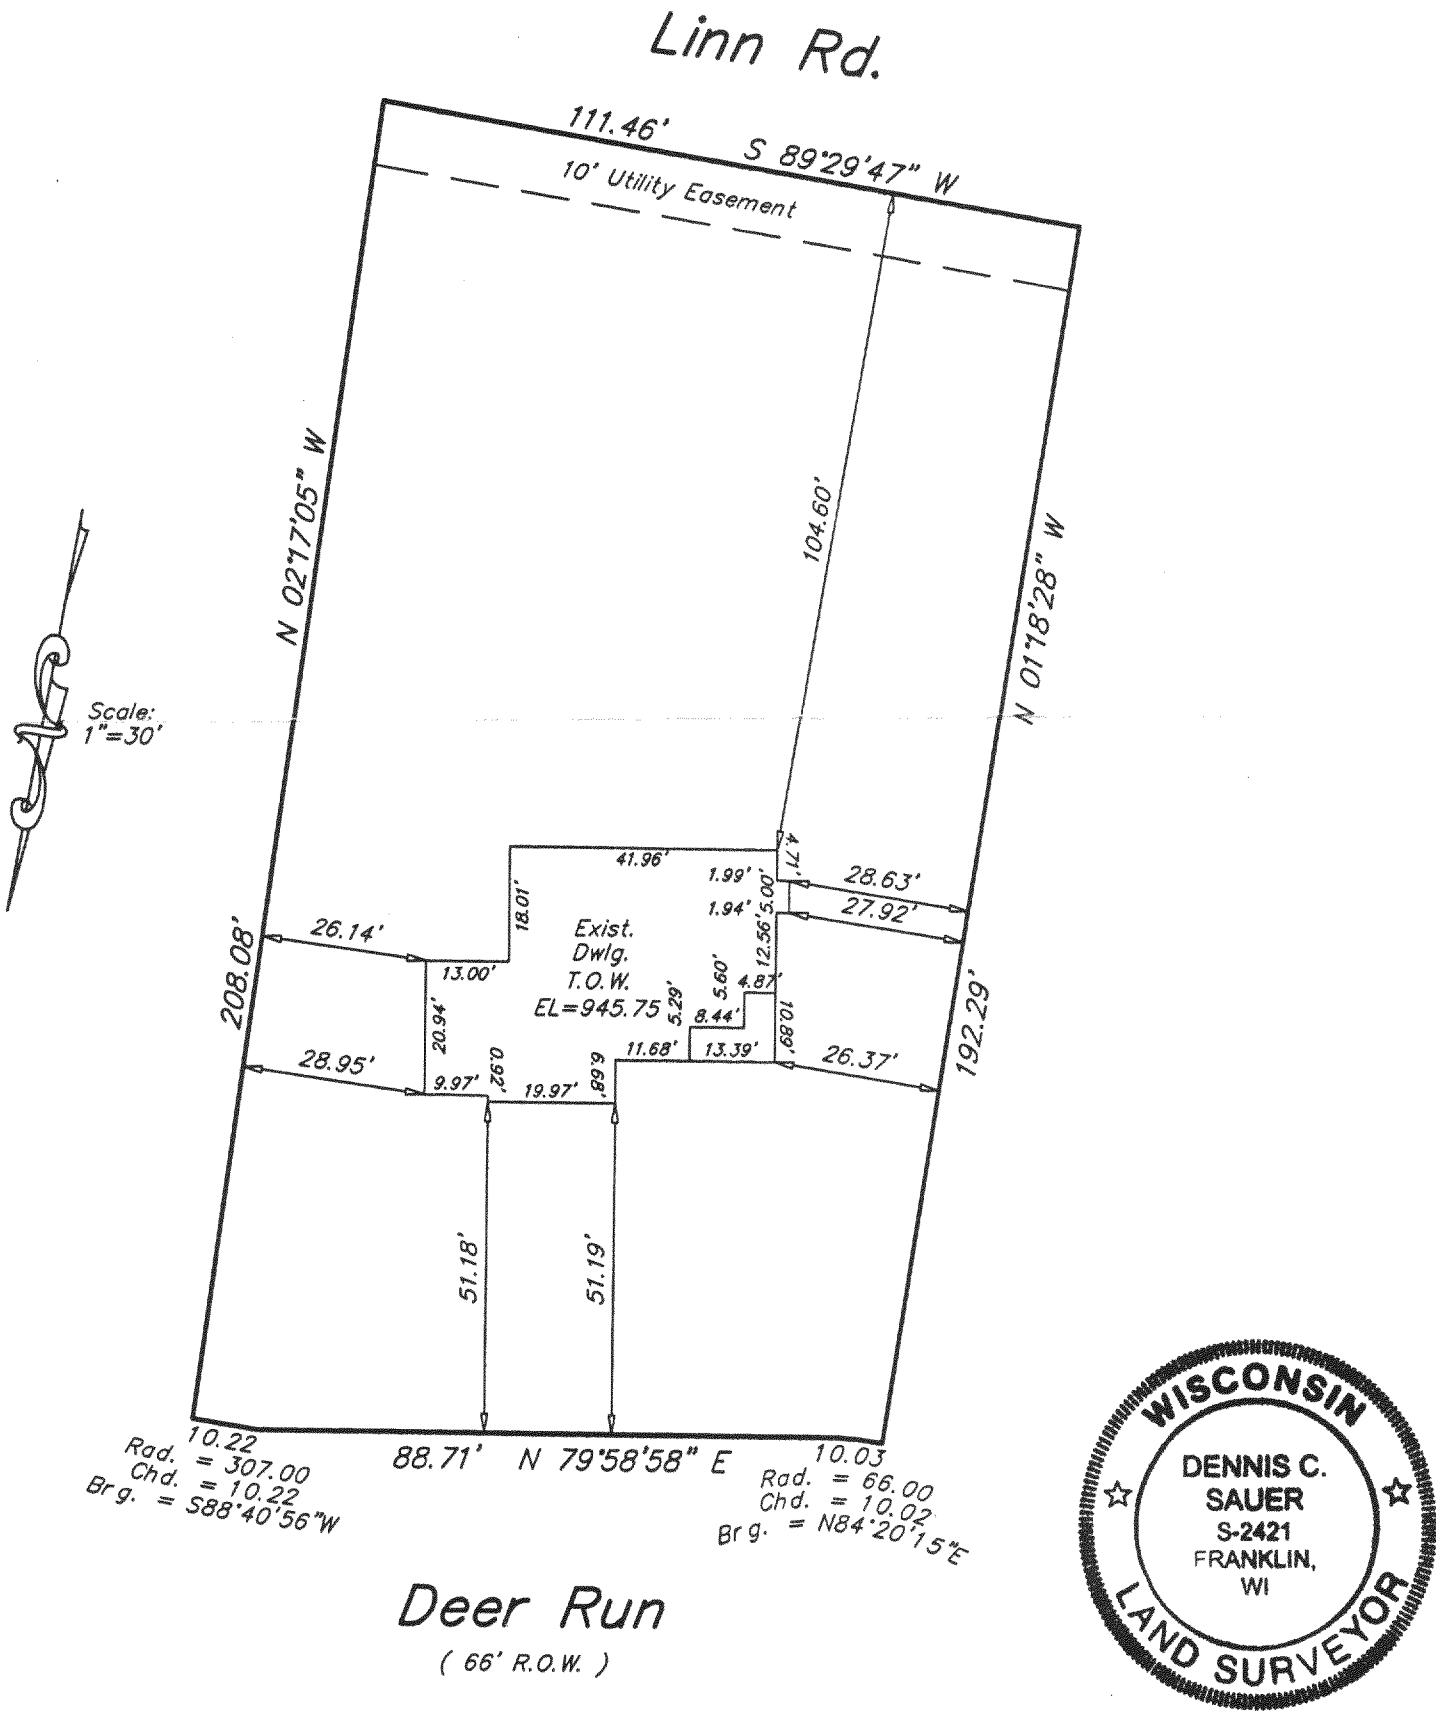 Linn Rd.
111.46' S 89°29'47" W
10' Utility Easement
N 02°17'05" W
208.08'
104.60'
N 01°18'28" W
192.29'
Scale:
1"=30'
41.96'
4.71'
1.99'
5.00'
1.94'
28.63'
27.92'
18.01'
26.14'
13.00'
Exist.
Dwlg.
T.O.W.
EL=945.75
12.56'
5.60'
4.87'
5.29'
8.44'
10.89'
20.94'
28.95'
9.97'
0.92'
19.97'
6.68'
11.68'
13.39'
26.37'
51.18'
51.19'
10.22
Rad. = 307.00
Chd. = 10.22
Brg. = S88°40'56"W
88.71' N 79°58'58" E
10.03
Rad. = 66.00
Chd. = 10.02
Brg. = N84°20'15"E
Deer Run
( 66' R.O.W. )
WISCONSIN
DENNIS C.
SAUER
S-2421
FRANKLIN,
WI
LAND SURVEYOR